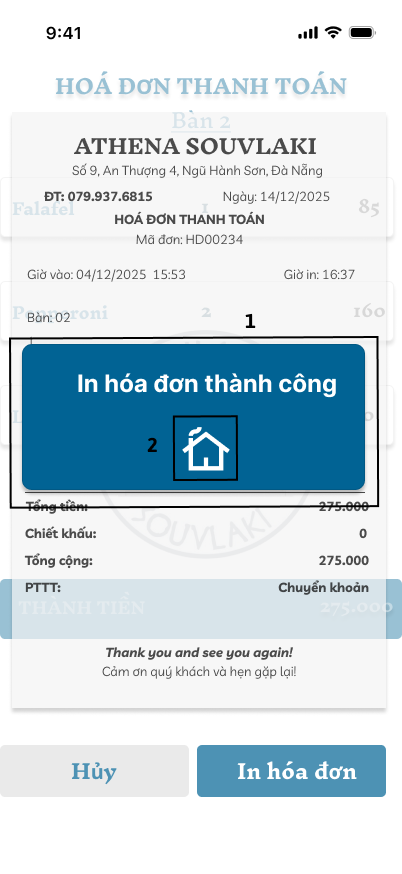 9:41
HOÁ ĐƠN THANH TOÁN
Bàn 2
ATHENA SOUVLAKI
Số 9, An Thượng 4, Ngũ Hành Sơn, Đà Nẵng
ĐT: 079.937.6815 Ngày: 14/12/2025
Falafel 1 85
HOÁ ĐƠN THANH TOÁN
Mã đơn: HD00234
Giờ vào: 04/12/2025 15:53 Giờ in: 16:37
Pepperoni 2 160
Bàn: 02
1
In hóa đơn thành công
2
Tổng tiền: 275.000
SOUVLAKI
Chiết khấu: 0
Tổng cộng: 275.000
PTTT: Chuyển khoản
THÀNH TIỀN 275.000
Thank you and see you again!
Cảm ơn quý khách và hẹn gặp lại!
Hủy In hóa đơn